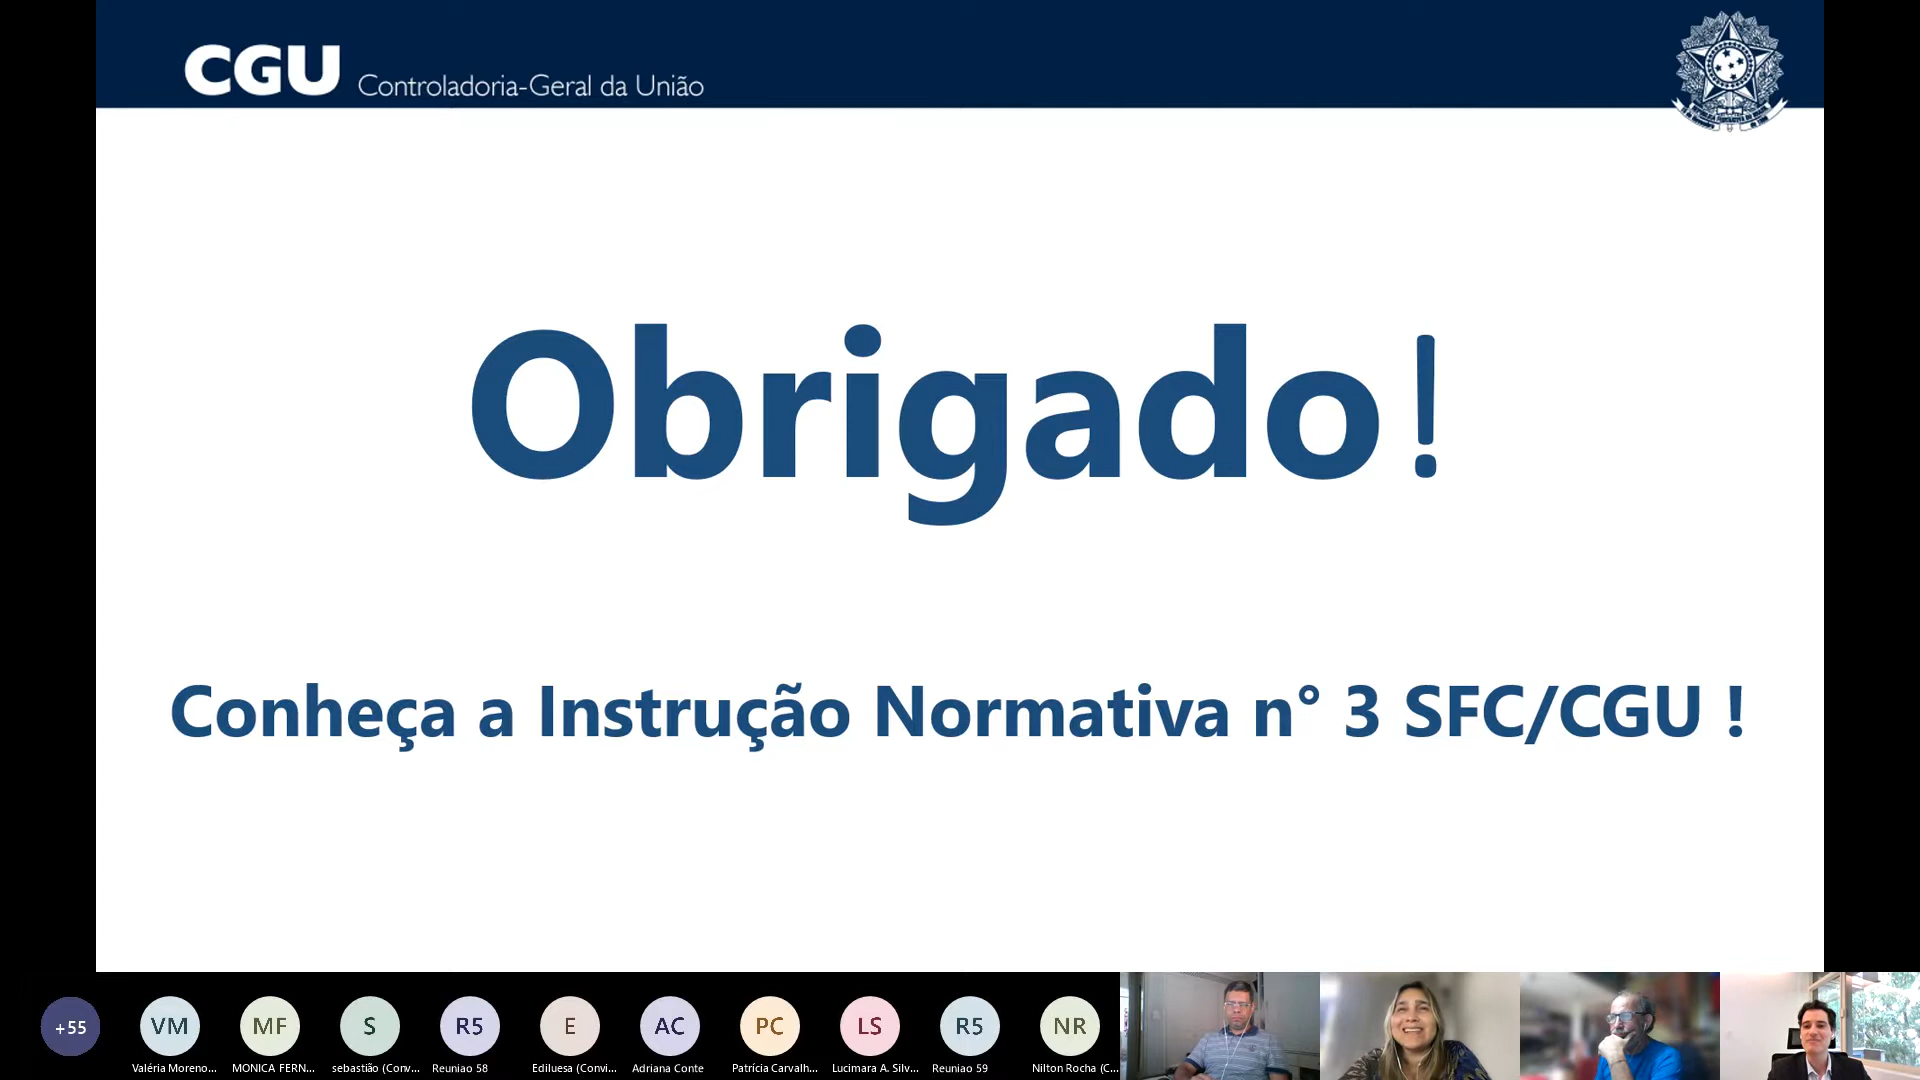 CGU Controladoria-Geral da União
Obrigado!
Conheça a Instrução Normativa n° 3 SFC/CGU !
+55
VM
MF
S
R5
E
AC
PC
LS
R5
NR
Valéria Moreno...
MONICA FERN...
sebastião (Conv...
Reuniao 58
Ediluesa (Convi...
Adriana Conte
Patrícia Carvalh...
Lucimara A. Silv...
Reuniao 59
Nilton Rocha (C...